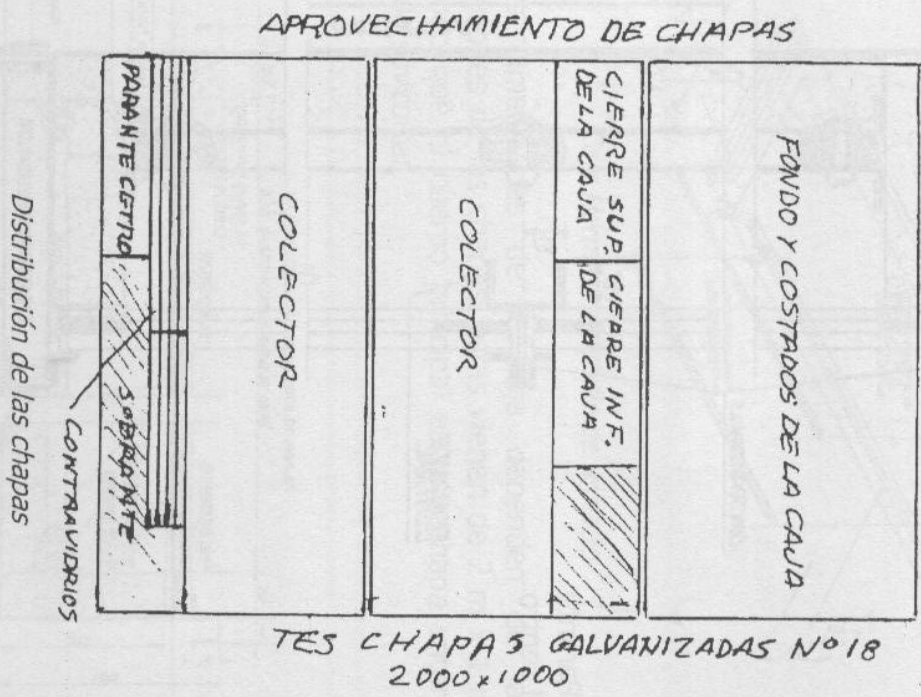 APROVECHAMIENTO DE CHAPAS
PARANTE CETRO
SOBRANTE
CONTRAVIDRIOS
COLECTOR
COLECTOR
CIERRE SUP.
DE LA CAJA
CIERRE INF.
DE LA CAJA
FONDO Y COSTADOS DE LA CAJA
TES CHAPAS GALVANIZADAS Nº 18
2000 x 1000
Distribución de las chapas